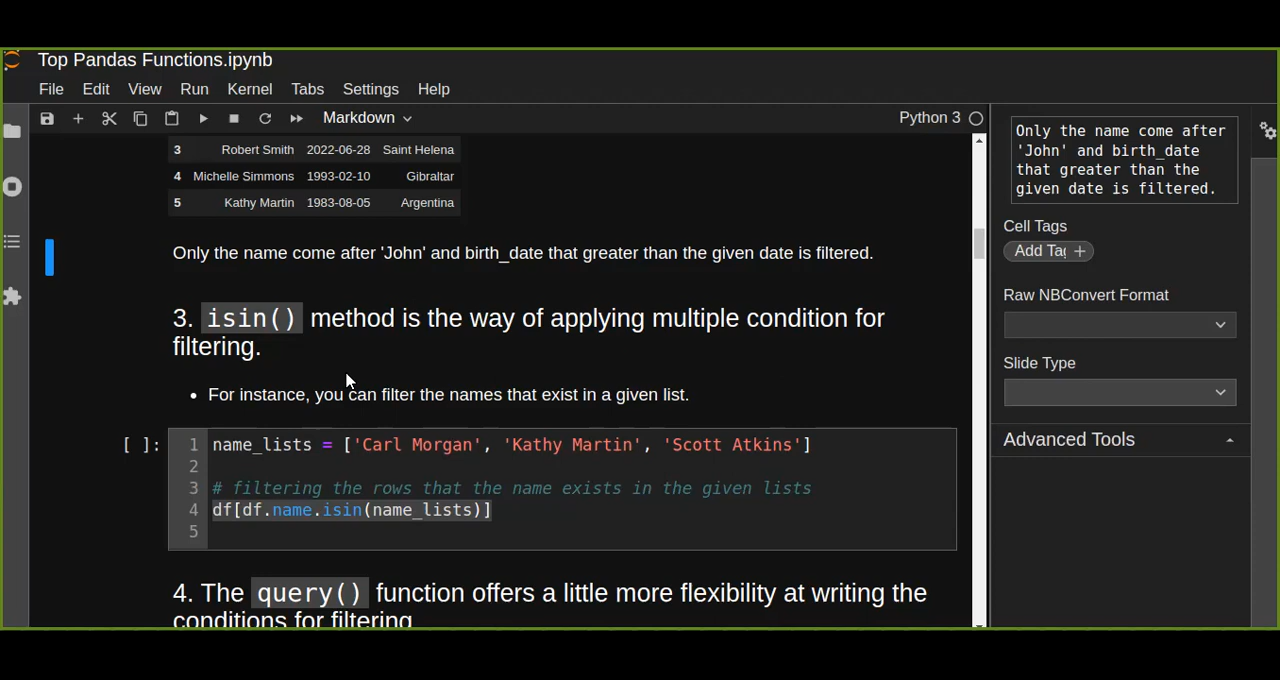 Top Pandas Functions.ipynb
File Edit View Run Kernel Tabs Settings Help
Markdown
Python 3
3 Robert Smith 2022-06-28 Saint Helena
4 Michelle Simmons 1993-02-10 Gibraltar
5 Kathy Martin 1983-08-05 Argentina
Only the name come after 'John' and birth_date that greater than the given date is filtered.
3. isin() method is the way of applying multiple condition for
filtering.
• For instance, you can filter the names that exist in a given list.
[ ]:
1 name_lists = ['Carl Morgan', 'Kathy Martin', 'Scott Atkins']
2
3 # filtering the rows that the name exists in the given lists
4 df[df.name.isin(name_lists)]
5
4. The query() function offers a little more flexibility at writing the
conditions for filtering
Only the name come after
'John' and birth_date
that greater than the
given date is filtered.
Cell Tags
Add Tag +
Raw NBConvert Format
Slide Type
Advanced Tools